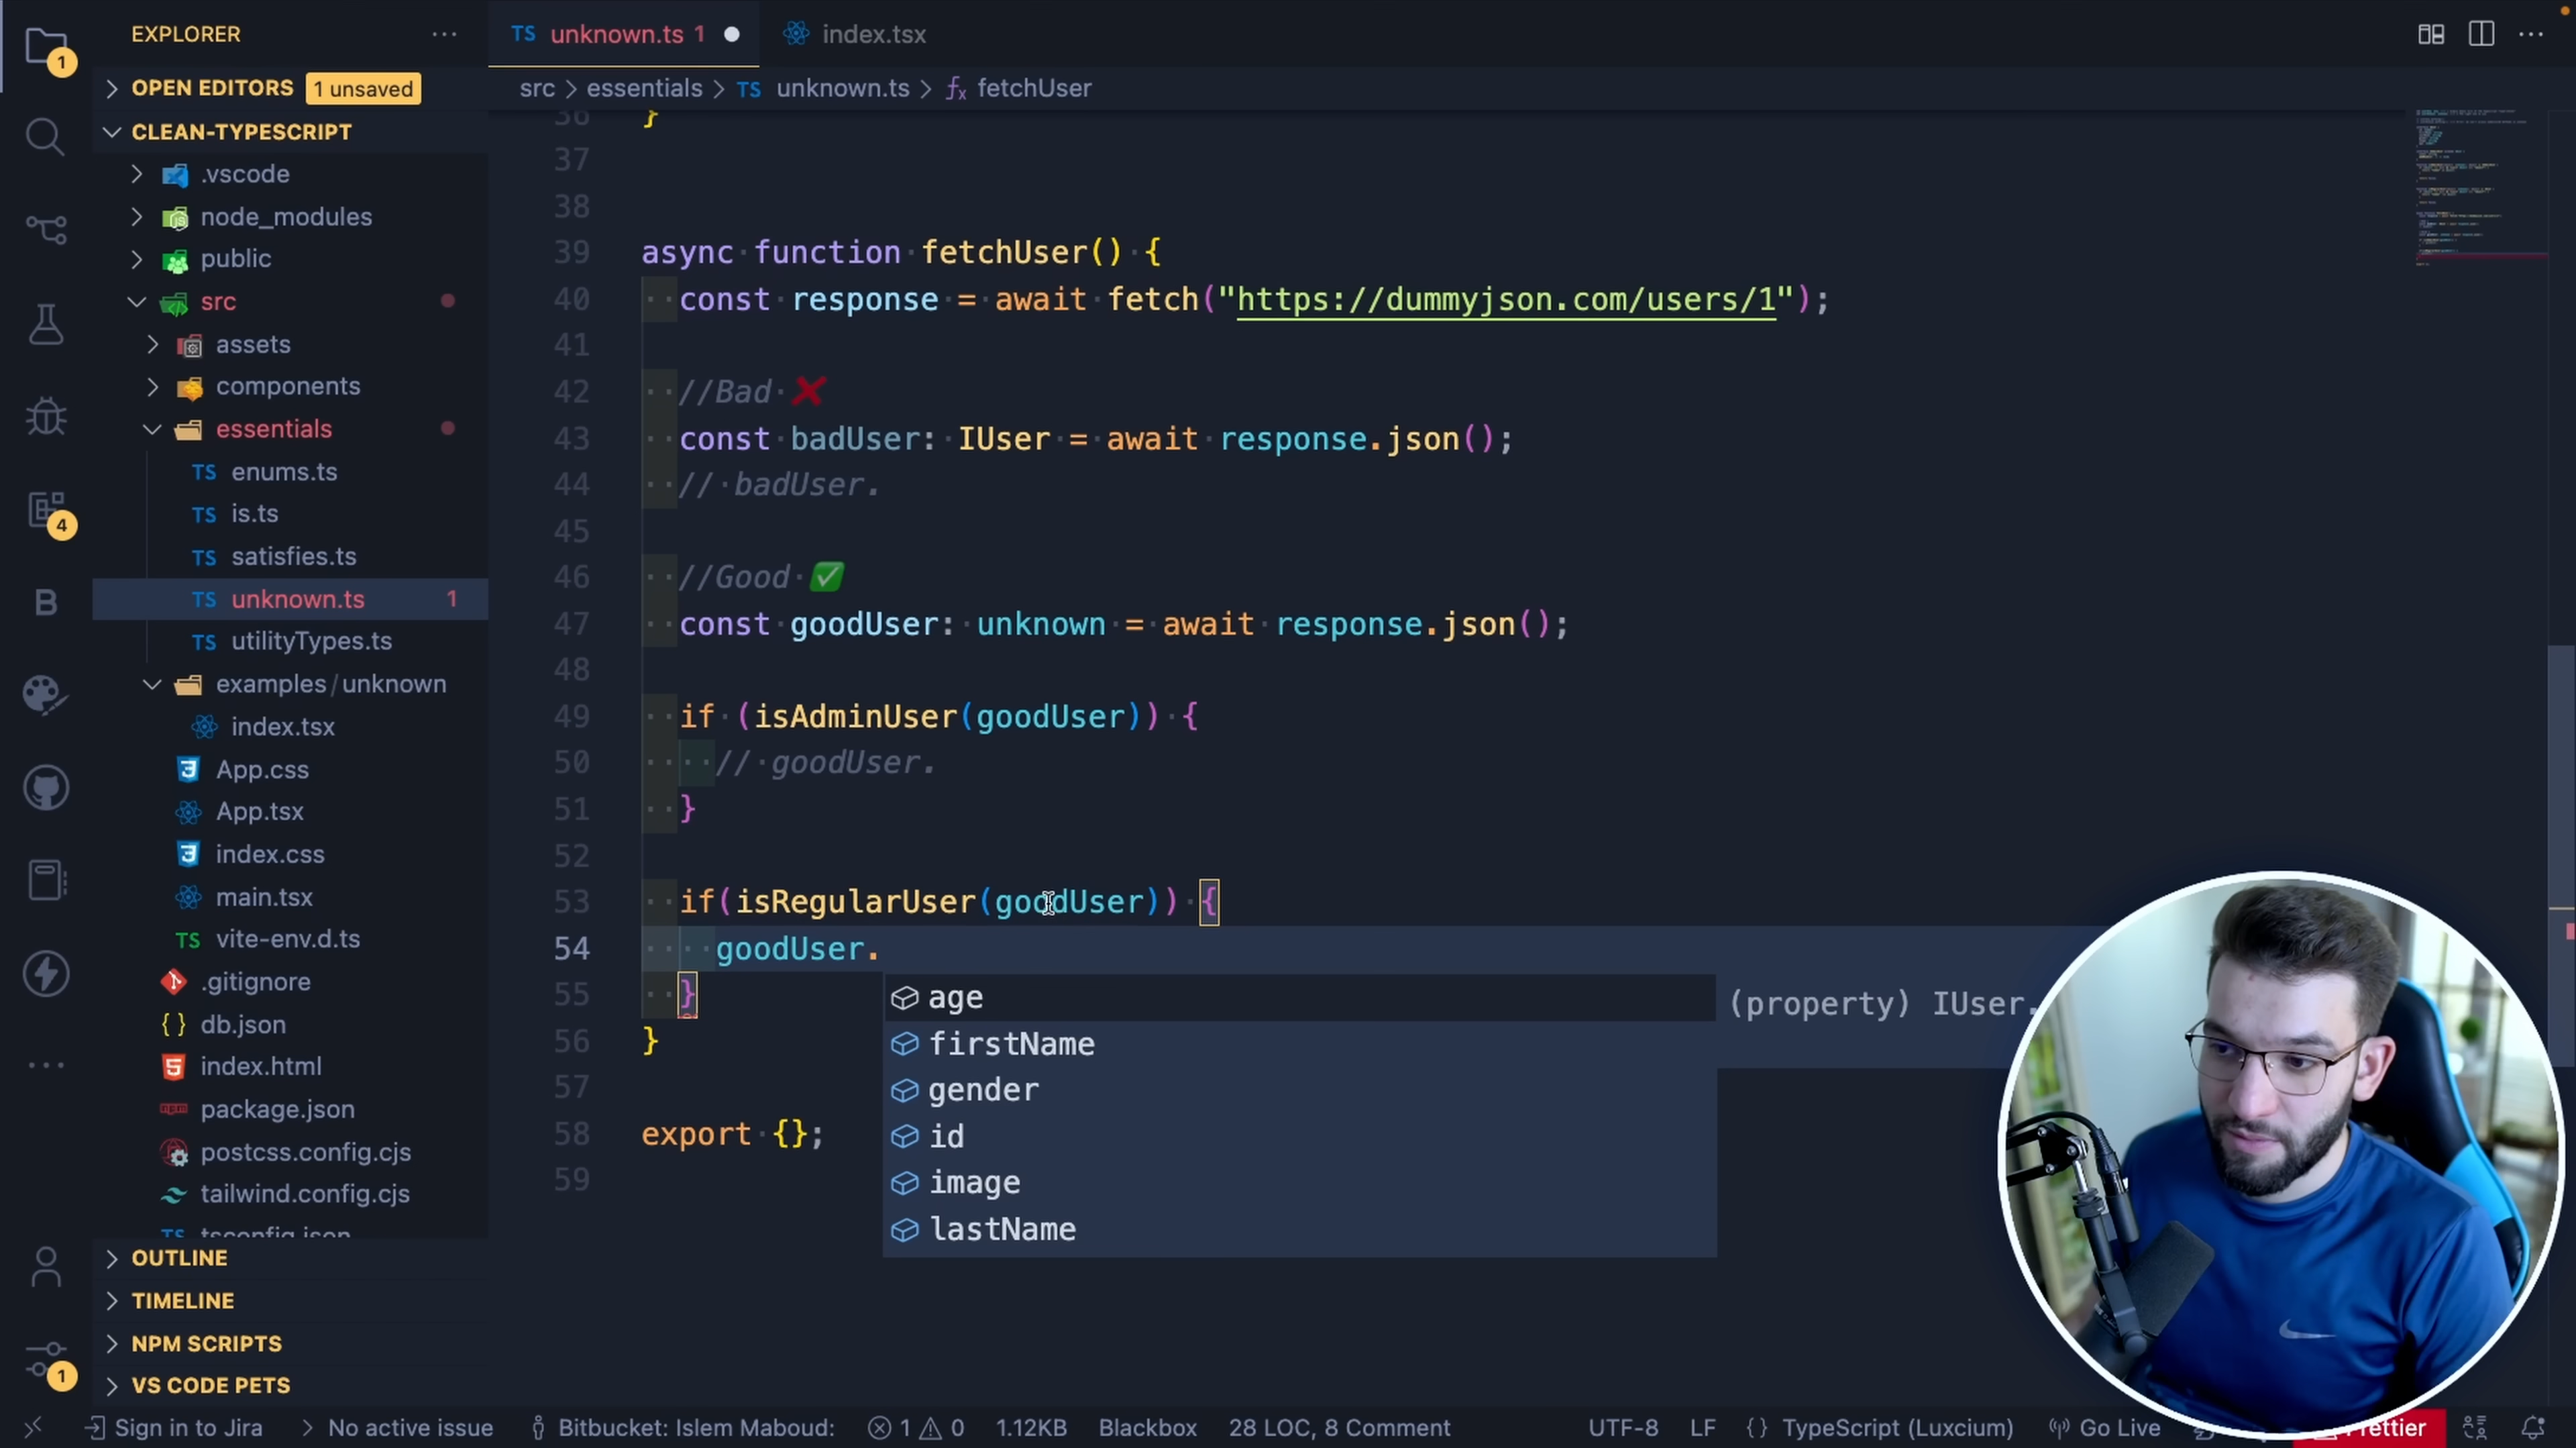 EXPLORER
OPEN EDITORS 1 unsaved
CLEAN-TYPESCRIPT
.vscode
node_modules
public
src
assets
components
essentials
TS enums.ts
TS is.ts
TS satisfies.ts
TS unknown.ts 1
TS utilityTypes.ts
examples/unknown
index.tsx
App.css
App.tsx
index.css
main.tsx
TS vite-env.d.ts
.gitignore
db.json
index.html
package.json
postcss.config.cjs
tailwind.config.cjs
TS tsconfig.json
OUTLINE
TIMELINE
NPM SCRIPTS
VS CODE PETS
1
4
B
1
TS unknown.ts 1
index.tsx
src > essentials > TS unknown.ts > fx fetchUser
36 }
37
38
39 async function fetchUser() {
40 const response = await fetch("https://dummyjson.com/users/1");
41
42 //Bad ❌
43 const badUser: IUser = await response.json();
44 // badUser.
45
46 //Good ✅
47 const goodUser: unknown = await response.json();
48
49 if (isAdminUser(goodUser)) {
50 // goodUser.
51 }
52
53 if(isRegularUser(goodUser)) {
54 goodUser.
55 }
56 }
57
58 export {};
59
age
firstName
gender
id
image
lastName
(property) IUser.
Sign in to Jira No active issue Bitbucket: Islem Maboud: 1 0 1.12KB Blackbox 28 LOC, 8 Comment UTF-8 LF {} TypeScript (Luxcium) Go Live